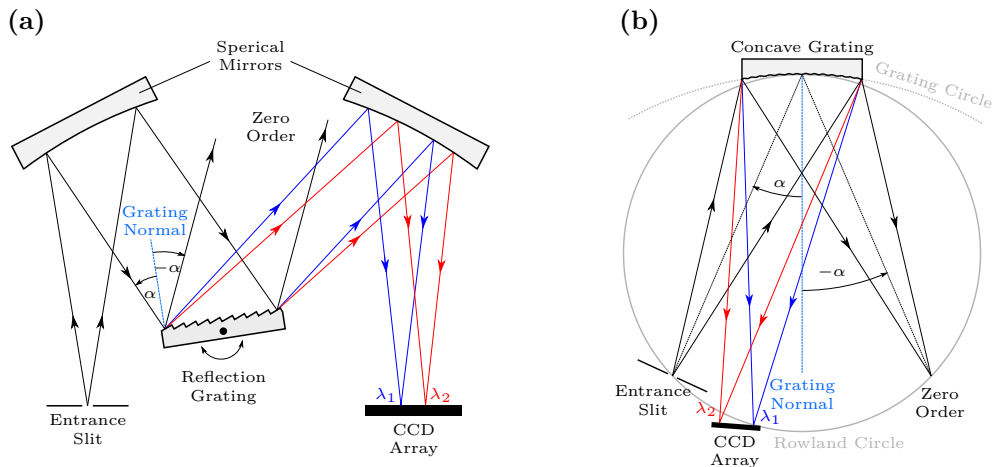 (a)
Sperical
Mirrors
Zero
Order
Grating
Normal
−α
α
Reflection
Grating
Entrance
Slit
λ1
λ2
CCD
Array
(b)
Concave Grating
Grating Circle
α
−α
Entrance
Slit
Grating
Normal
Zero
Order
λ2
λ1
CCD
Array
Rowland Circle